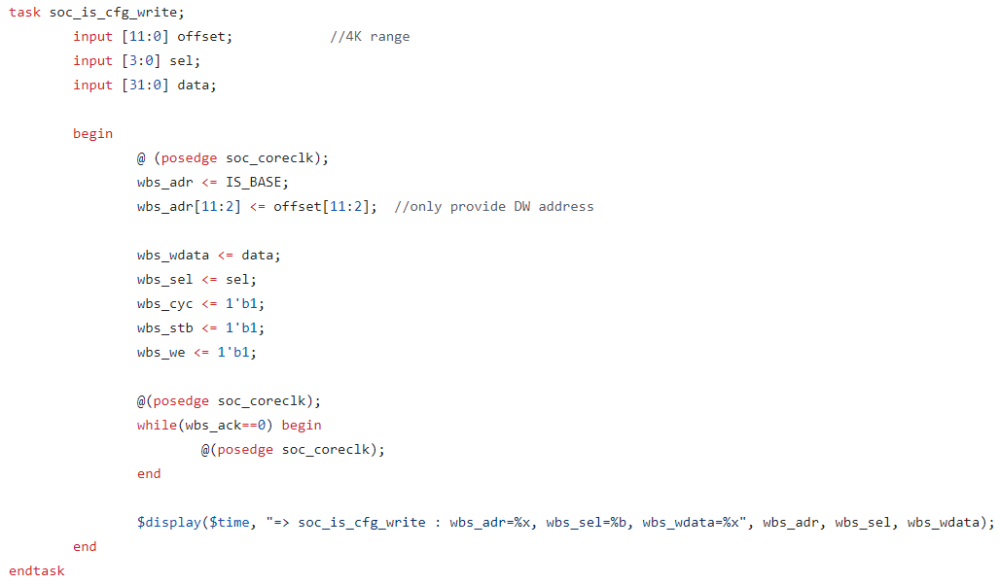 task soc_is_cfg_write;
input [11:0] offset; //4K range
input [3:0] sel;
input [31:0] data;
begin
@ (posedge soc_coreclk);
wbs_adr <= IS_BASE;
wbs_adr[11:2] <= offset[11:2]; //only provide DW address
wbs_wdata <= data;
wbs_sel <= sel;
wbs_cyc <= 1'b1;
wbs_stb <= 1'b1;
wbs_we <= 1'b1;
@(posedge soc_coreclk);
while(wbs_ack==0) begin
@(posedge soc_coreclk);
end
$display($time, "=> soc_is_cfg_write : wbs_adr=%x, wbs_sel=%b, wbs_wdata=%x", wbs_adr, wbs_sel, wbs_wdata);
end
endtask